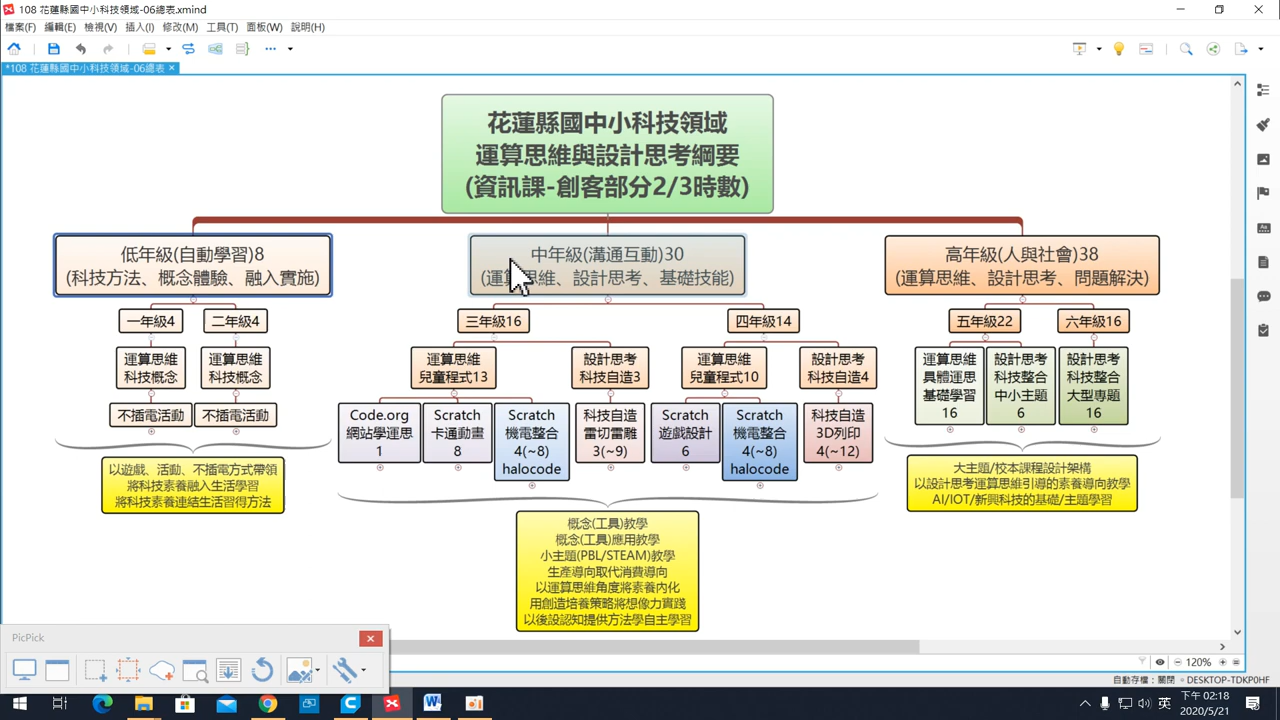 108 花蓮縣國中小科技領域-06總表.xmind
檔案(F) 編輯(E) 檢視(V) 插入(I) 修改(M) 工具(T) 面板(W) 說明(H)
*108 花蓮縣國中小科技領域-06總表
花蓮縣國中小科技領域
運算思維與設計思考綱要
(資訊課-創客部分2/3時數)
低年級(自動學習)8
(科技方法、概念體驗、融入實施)
中年級(溝通互動)30
(運算思維、設計思考、基礎技能)
高年級(人與社會)38
(運算思維、設計思考、問題解決)
一年級4
二年級4
三年級16
四年級14
五年級22
六年級16
運算思維
科技概念
運算思維
科技概念
運算思維
兒童程式13
設計思考
科技自造3
運算思維
兒童程式10
設計思考
科技自造4
運算思維
具體運思
基礎學習
16
設計思考
科技整合
中小主題
6
設計思考
科技整合
大型專題
16
不插電活動
不插電活動
Code.org
網站學運思
1
Scratch
卡通動畫
8
Scratch
機電整合
4(~8)
halocode
科技自造
雷切雷雕
3(~9)
Scratch
遊戲設計
6
Scratch
機電整合
4(~8)
halocode
科技自造
3D列印
4(~12)
以遊戲、活動、不插電方式帶領
將科技素養融入生活學習
將科技素養連結生活習得方法
概念(工具)教學
概念(工具)應用教學
小主題(PBL/STEAM)教學
生產導向取代消費導向
以運算思維角度將素養內化
用創造培養策略將想像力實踐
以後設認知提供方法學自主學習
大主題/校本課程設計架構
以設計思考運算思維引導的素養導向教學
AI/IOT/新興科技的基礎/主題學習
PicPick
120%
自動存檔：關閉 DESKTOP-TDKP0HF
英
下午 02:18
2020/5/21